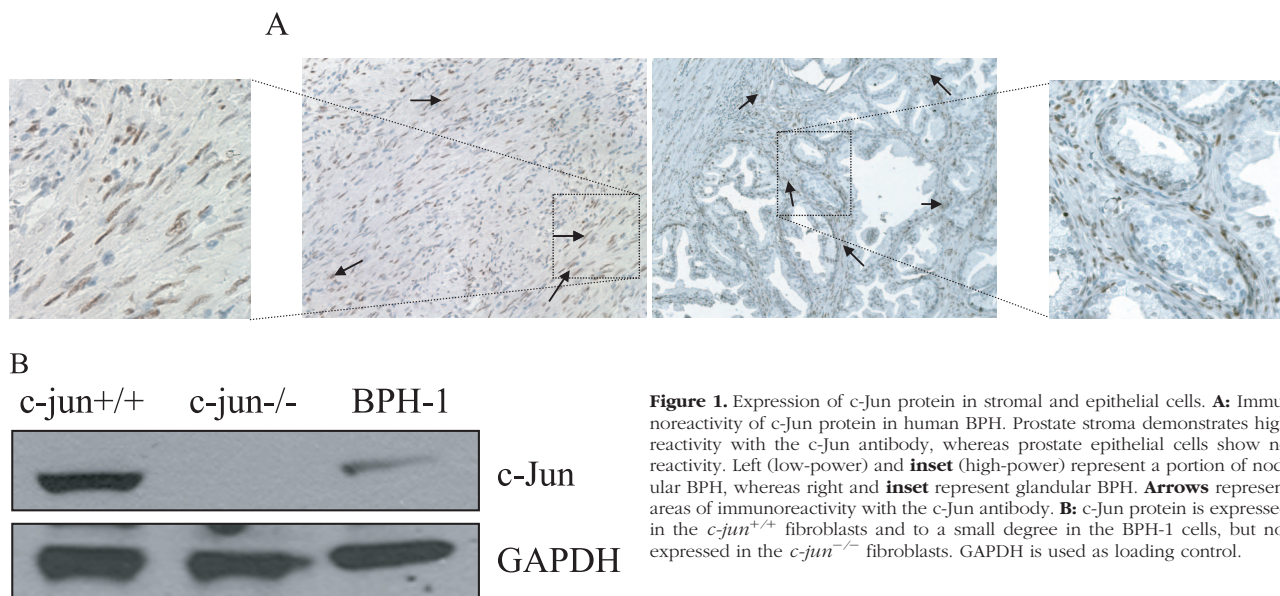 A
B
c-jun+/+ c-jun-/- BPH-1
c-Jun
GAPDH
Figure 1. Expression of c-Jun protein in stromal and epithelial cells. A: Immu
noreactivity of c-Jun protein in human BPH. Prostate stroma demonstrates hig
reactivity with the c-Jun antibody, whereas prostate epithelial cells show no
reactivity. Left (low-power) and inset (high-power) represent a portion of nod
ular BPH, whereas right and inset represent glandular BPH. Arrows represen
areas of immunoreactivity with the c-Jun antibody. B: c-Jun protein is expresse
in the c-jun+/+ fibroblasts and to a small degree in the BPH-1 cells, but no
expressed in the c-jun−/− fibroblasts. GAPDH is used as loading control.